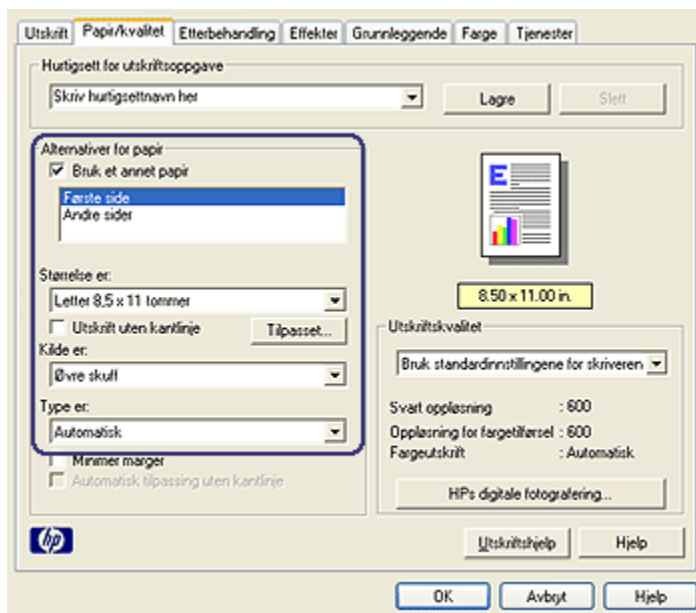 Utskrift Papir/kvalitet Etterbehandling Effekter Grunnleggende Farge Tjenester
Hurtigsett for utskriftsoppgave
Skriv hurtigsettnavn her
Lagre
Slett
Alternativer for papir
Bruk et annet papir
Første side
Andre sider
Størrelse er:
Letter 8,5 x 11 tommer
Utskrift uten kantlinje
Tilpasset...
Kilde er:
Øvre skuff
Type er:
Automatisk
Minimer marger
Automatisk tilpassing uten kantlinje
E
8.50 x 11.00 in.
Utskriftskvalitet
Bruk standardinnstillingene for skriveren
Svart oppløsning : 600
Oppløsning for fargetilførsel : 600
Fargeutskrift : Automatisk
HPs digitale fotografering...
hp
Utskriftshjelp
Hjelp
OK
Avbryt
Hjelp